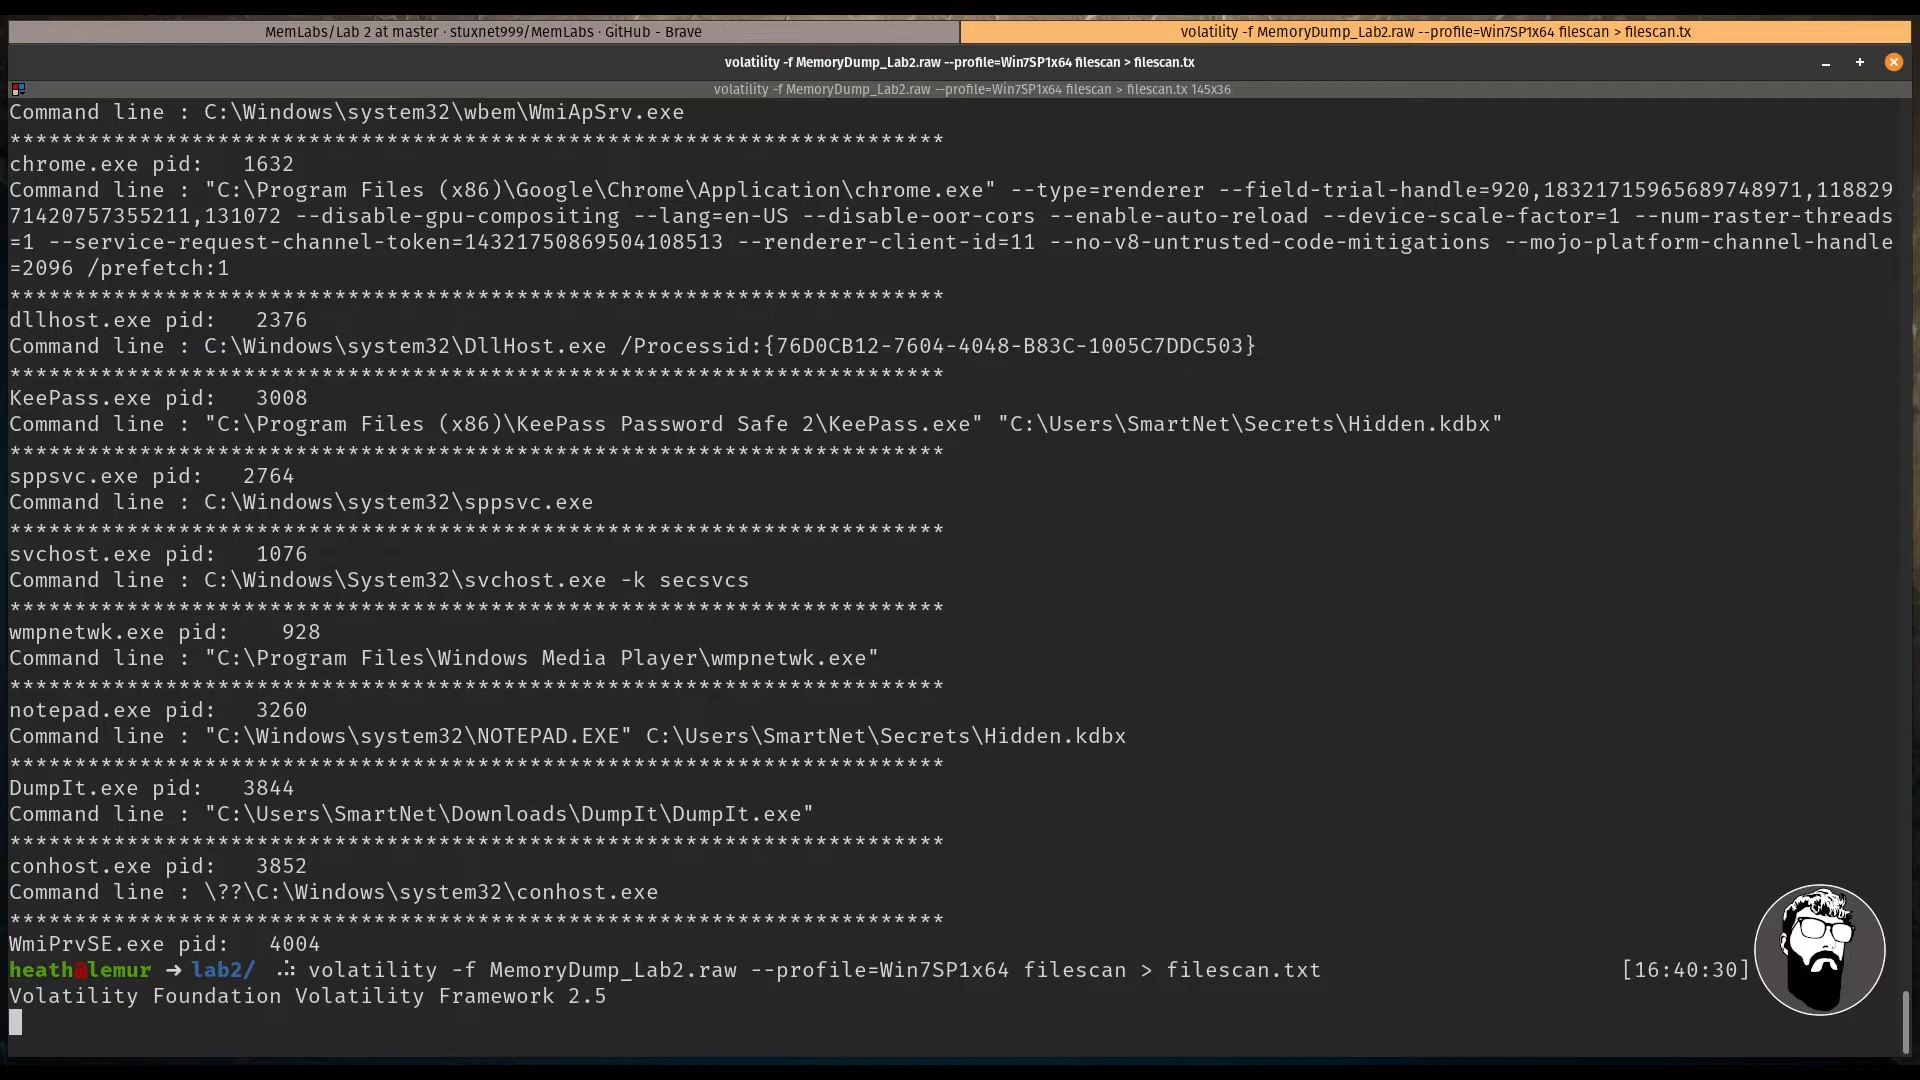 MemLabs/Lab 2 at master · stuxnet999/MemLabs · GitHub - Brave
volatility -f MemoryDump_Lab2.raw --profile=Win7SP1x64 filescan > filescan.tx
volatility -f MemoryDump_Lab2.raw --profile=Win7SP1x64 filescan > filescan.tx
volatility -f MemoryDump_Lab2.raw --profile=Win7SP1x64 filescan > filescan.tx 145x36
Command line : C:\Windows\system32\wbem\WmiApSrv.exe
************************************************************************
chrome.exe pid:   1632
Command line : "C:\Program Files (x86)\Google\Chrome\Application\chrome.exe" --type=renderer --field-trial-handle=920,18321715965689748971,118829
71420757355211,131072 --disable-gpu-compositing --lang=en-US --disable-oor-cors --enable-auto-reload --device-scale-factor=1 --num-raster-threads
=1 --service-request-channel-token=14321750869504108513 --renderer-client-id=11 --no-v8-untrusted-code-mitigations --mojo-platform-channel-handle
=2096 /prefetch:1
************************************************************************
dllhost.exe pid:   2376
Command line : C:\Windows\system32\DllHost.exe /Processid:{76D0CB12-7604-4048-B83C-1005C7DDC503}
************************************************************************
KeePass.exe pid:   3008
Command line : "C:\Program Files (x86)\KeePass Password Safe 2\KeePass.exe" "C:\Users\SmartNet\Secrets\Hidden.kdbx"
************************************************************************
sppsvc.exe pid:   2764
Command line : C:\Windows\system32\sppsvc.exe
************************************************************************
svchost.exe pid:   1076
Command line : C:\Windows\System32\svchost.exe -k secsvcs
************************************************************************
wmpnetwk.exe pid:    928
Command line : "C:\Program Files\Windows Media Player\wmpnetwk.exe"
************************************************************************
notepad.exe pid:   3260
Command line : "C:\Windows\system32\NOTEPAD.EXE" C:\Users\SmartNet\Secrets\Hidden.kdbx
************************************************************************
DumpIt.exe pid:   3844
Command line : "C:\Users\SmartNet\Downloads\DumpIt\DumpIt.exe"
************************************************************************
conhost.exe pid:   3852
Command line : \??\C:\Windows\system32\conhost.exe
************************************************************************
WmiPrvSE.exe pid:   4004
heath@lemur ➜ lab2/ .: volatility -f MemoryDump_Lab2.raw --profile=Win7SP1x64 filescan > filescan.txt [16:40:30]
Volatility Foundation Volatility Framework 2.5